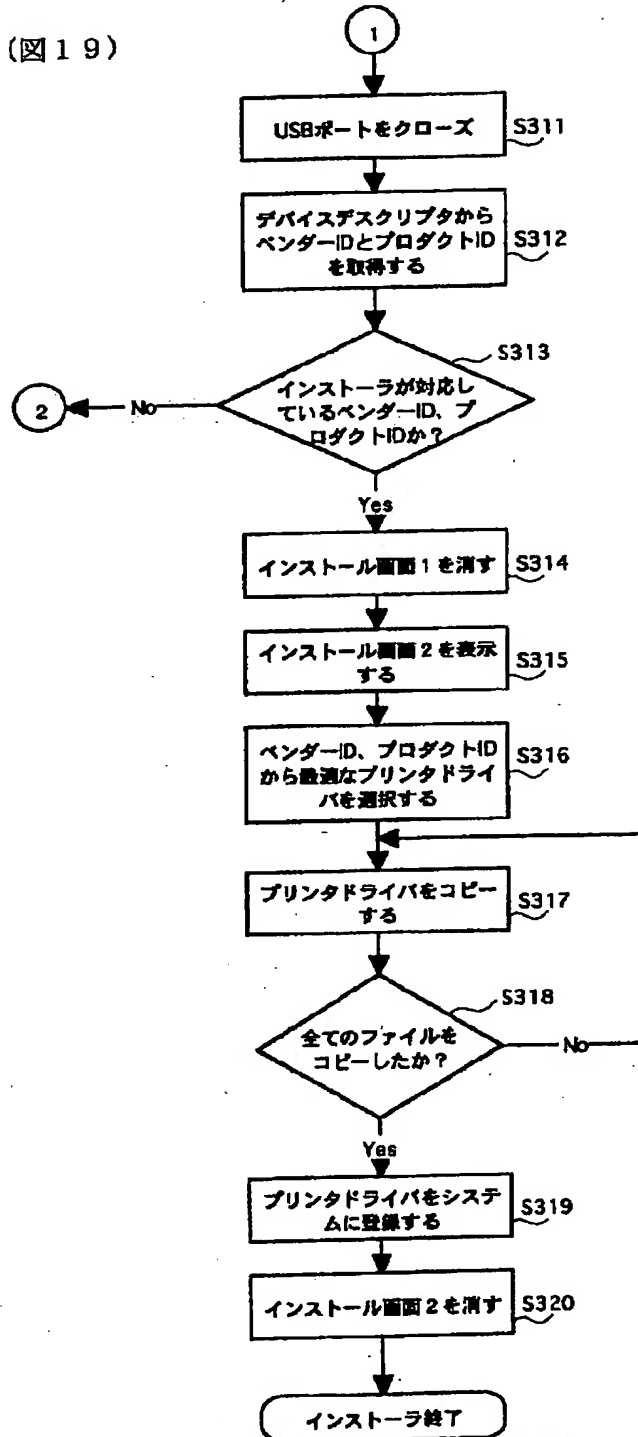 (図19)
1
USBポートをクローズ
S311
デバイスデスクリプタから
ベンダーIDとプロダクトID
を取得する
S312
S313
インストーラが対応し
ているベンダーID、プ
ロダクトIDか?
No
2
Yes
インストール画面1を消す
S314
インストール画面2を表示
する
S315
ベンダーID、プロダクトID
から最適なプリンタドライ
バを選択する
S316
プリンタドライバをコピー
する
S317
S318
全てのファイルを
コピーしたか?
No
Yes
プリンタドライバをシステ
ムに登録する
S319
インストール画面2を消す
S320
インストーラ終了